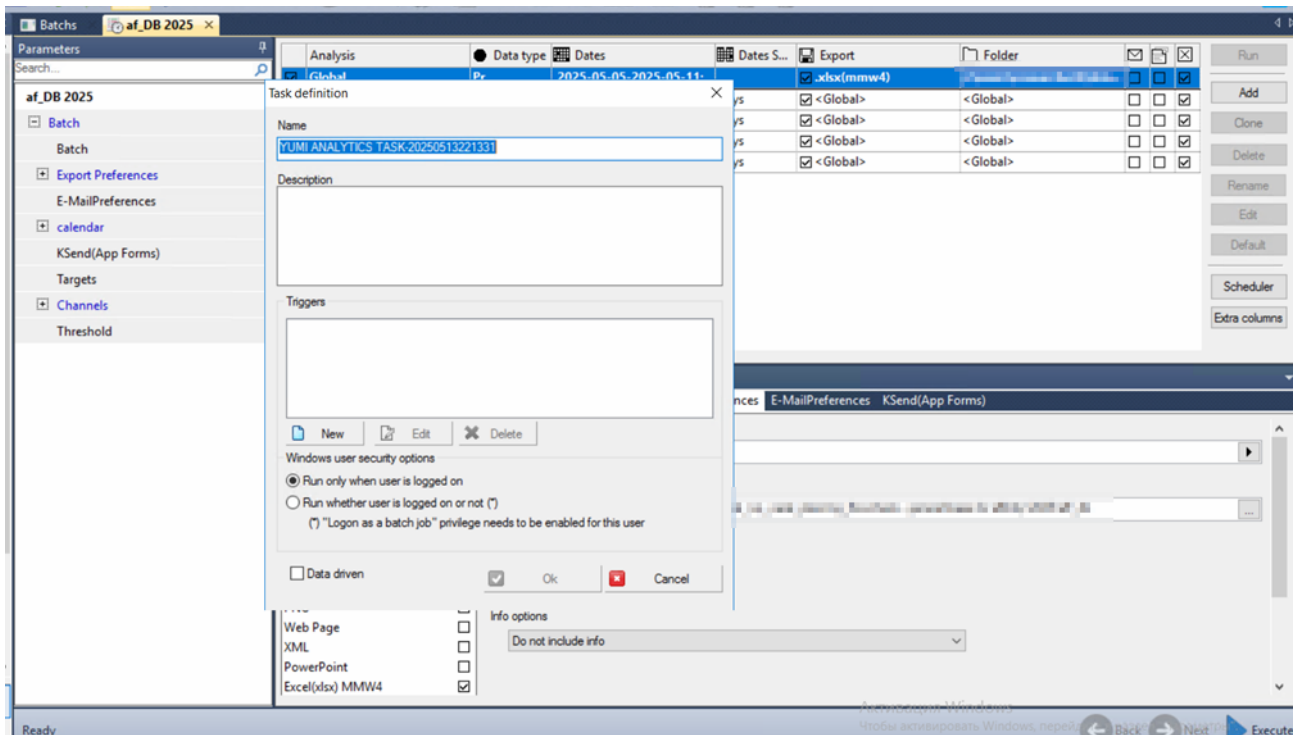 Batchs
af_DB 2025 ×
Parameters
Search...
af_DB 2025
Batch
Batch
Export Preferences
E-MailPreferences
calendar
KSend(App Forms)
Targets
Channels
Threshold
Analysis Data type Dates Dates S... Export Folder
Global Pr 2025-05-05-2025-05-11: .xlsx(mmw4)
ys <Global> <Global>
ys <Global> <Global>
ys <Global> <Global>
ys <Global> <Global>
Run
Add
Clone
Delete
Rename
Edit
Default
Scheduler
Extra columns
Task definition
Name
YUMI ANALYTICS TASK-20250513221331
Description
Triggers
New Edit Delete
Windows user security options
Run only when user is logged on
Run whether user is logged on or not (*)
(*) "Logon as a batch job" privilege needs to be enabled for this user
Data driven Ok Cancel
nces E-MailPreferences KSend(App Forms)
...
Web Page
XML
PowerPoint
Excel(xlsx) MMW4
Info options
Do not include info
Активация Windows
Чтобы активировать Windows, перей
Ready Back Next Execute